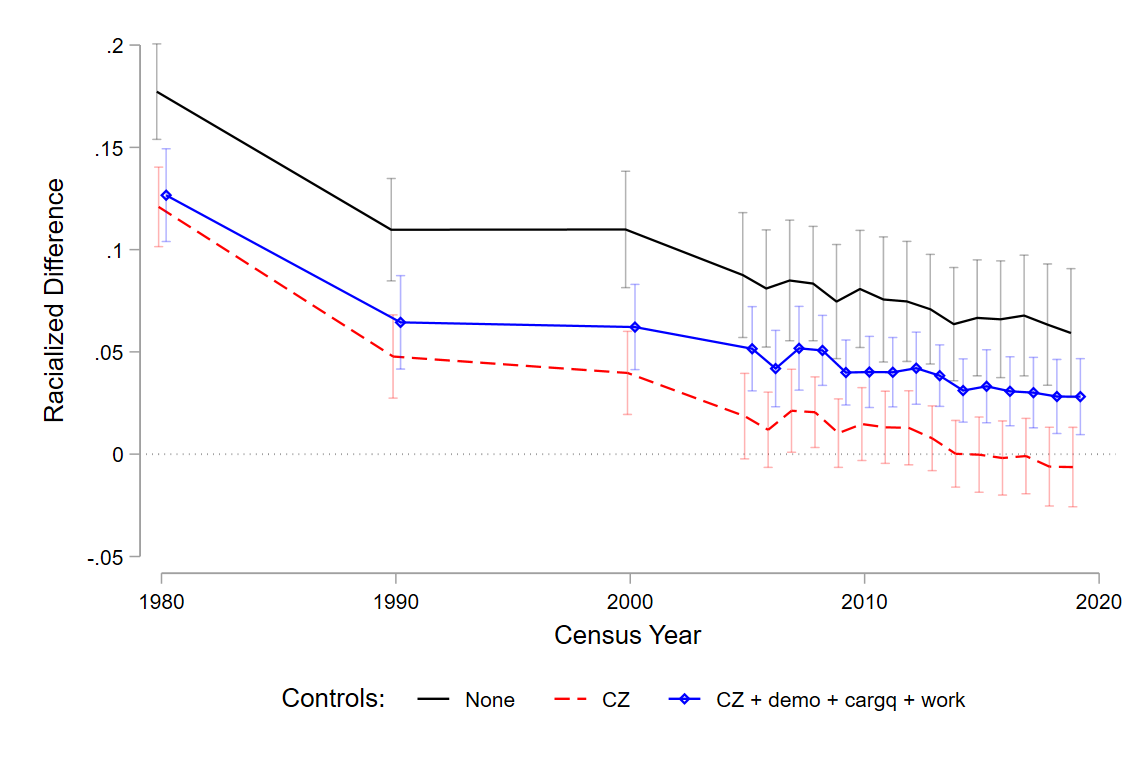 .2
.15
.1
.05
0
-.05
Racialized Difference
1980 1990 2000 2010 2020
Census Year
Controls: None CZ CZ + demo + cargq + work